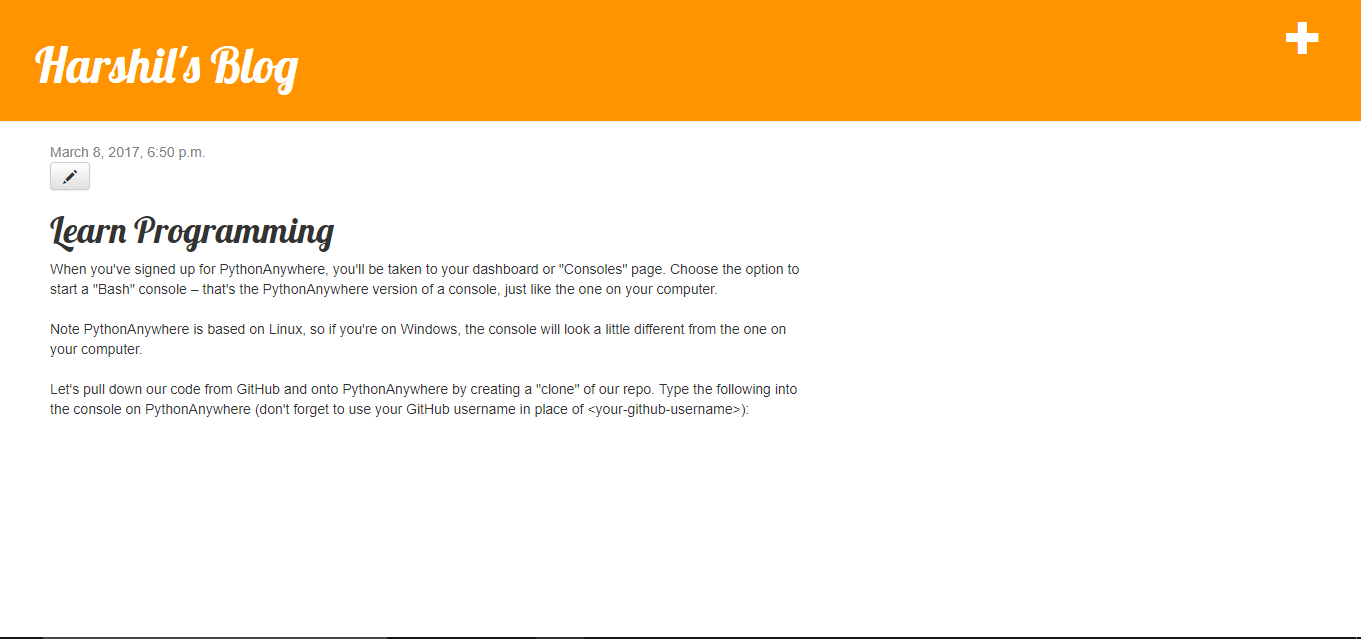 Harshil's Blog
March 8, 2017, 6:50 p.m.
Learn Programming
When you've signed up for PythonAnywhere, you'll be taken to your dashboard or "Consoles" page. Choose the option to
start a "Bash" console – that's the PythonAnywhere version of a console, just like the one on your computer.
Note PythonAnywhere is based on Linux, so if you're on Windows, the console will look a little different from the one on
your computer.
Let's pull down our code from GitHub and onto PythonAnywhere by creating a "clone" of our repo. Type the following into
the console on PythonAnywhere (don't forget to use your GitHub username in place of <your-github-username>):